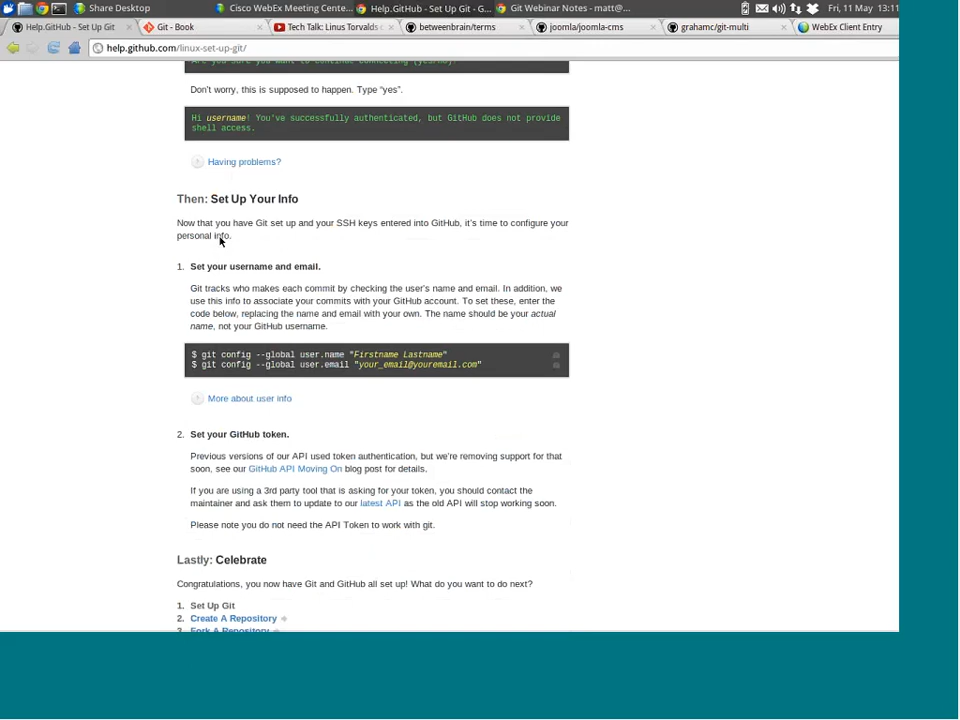 Share Desktop
Cisco WebEx Meeting Cente...
Help.GitHub - Set Up Git - G...
Git Webinar Notes - matt@...
Fri, 11 May 13:11
Help.GitHub - Set Up Git
Git - Book
Tech Talk: Linus Torvalds
betweenbrain/terms
joomla/joomla-cms
grahamc/git-multi
WebEx Client Entry
help.github.com/linux-set-up-git/
Are you sure you want to continue connecting (yes/no)?
Don't worry, this is supposed to happen. Type “yes”.
Hi username! You've successfully authenticated, but GitHub does not provide
shell access.
Having problems?
Then: Set Up Your Info
Now that you have Git set up and your SSH keys entered into GitHub, it's time to configure your
personal info.
1. Set your username and email.
Git tracks who makes each commit by checking the user's name and email. In addition, we
use this info to associate your commits with your GitHub account. To set these, enter the
code below, replacing the name and email with your own. The name should be your actual
name, not your GitHub username.
$ git config --global user.name "Firstname Lastname"
$ git config --global user.email "your_email@youremail.com"
More about user info
2. Set your GitHub token.
Previous versions of our API used token authentication, but we're removing support for that
soon, see our GitHub API Moving On blog post for details.
If you are using a 3rd party tool that is asking for your token, you should contact the
maintainer and ask them to update to our latest API as the old API will stop working soon.
Please note you do not need the API Token to work with git.
Lastly: Celebrate
Congratulations, you now have Git and GitHub all set up! What do you want to do next?
1. Set Up Git
2. Create A Repository
3. Fork A Repository